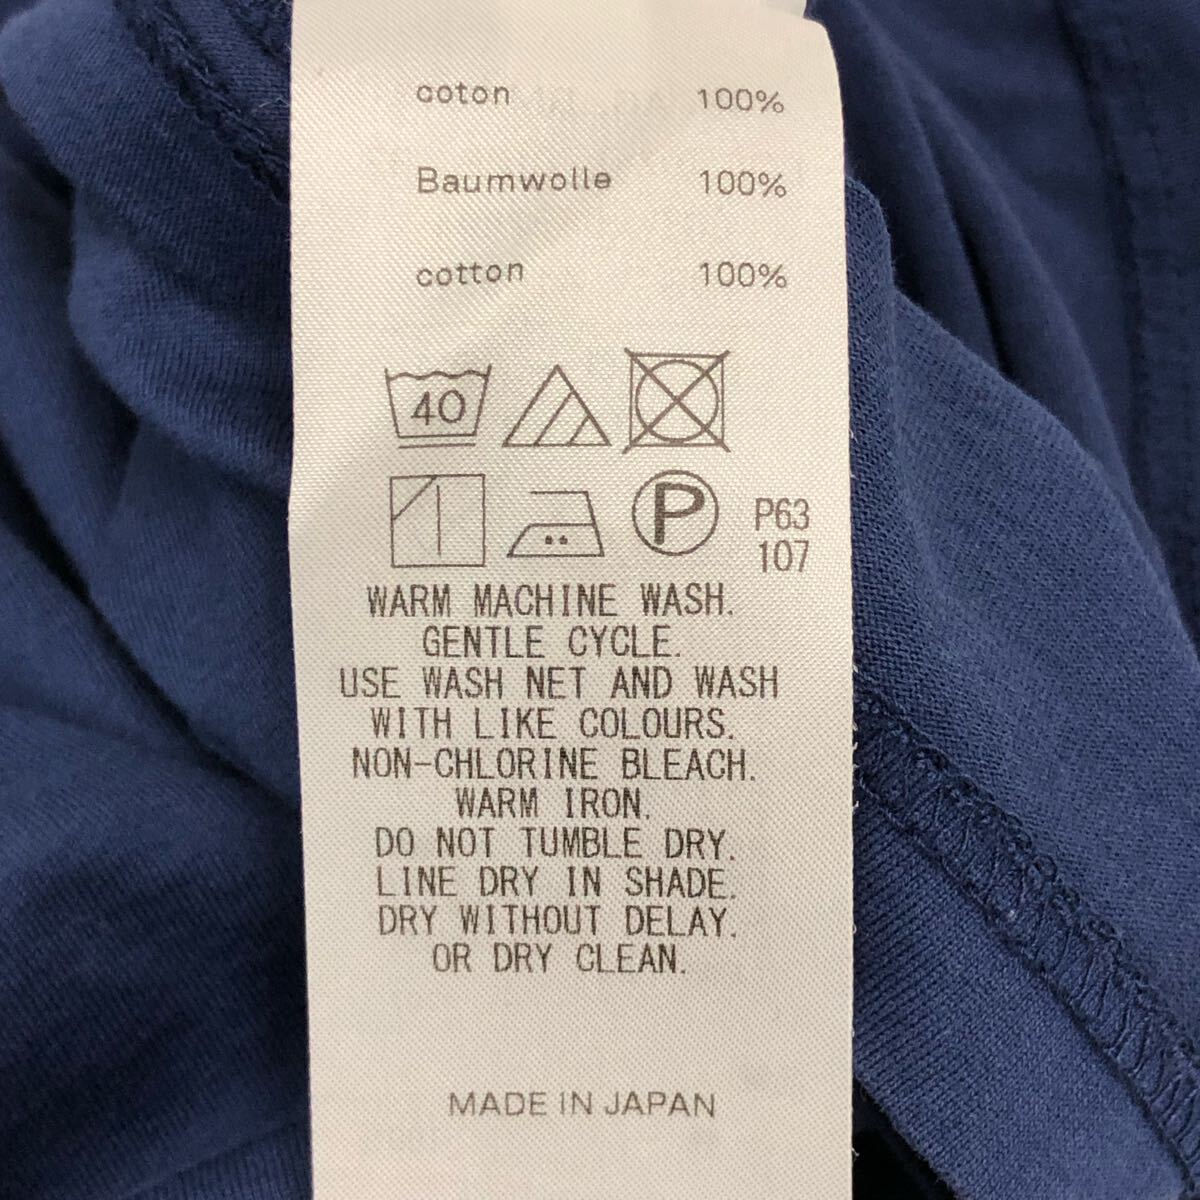 coton 100%
Baumwolle 100%
cotton 100%
40
P P63
107
WARM MACHINE WASH.
GENTLE CYCLE.
USE WASH NET AND WASH
WITH LIKE COLOURS.
NON-CHLORINE BLEACH.
WARM IRON.
DO NOT TUMBLE DRY.
LINE DRY IN SHADE.
DRY WITHOUT DELAY.
OR DRY CLEAN.
MADE IN JAPAN